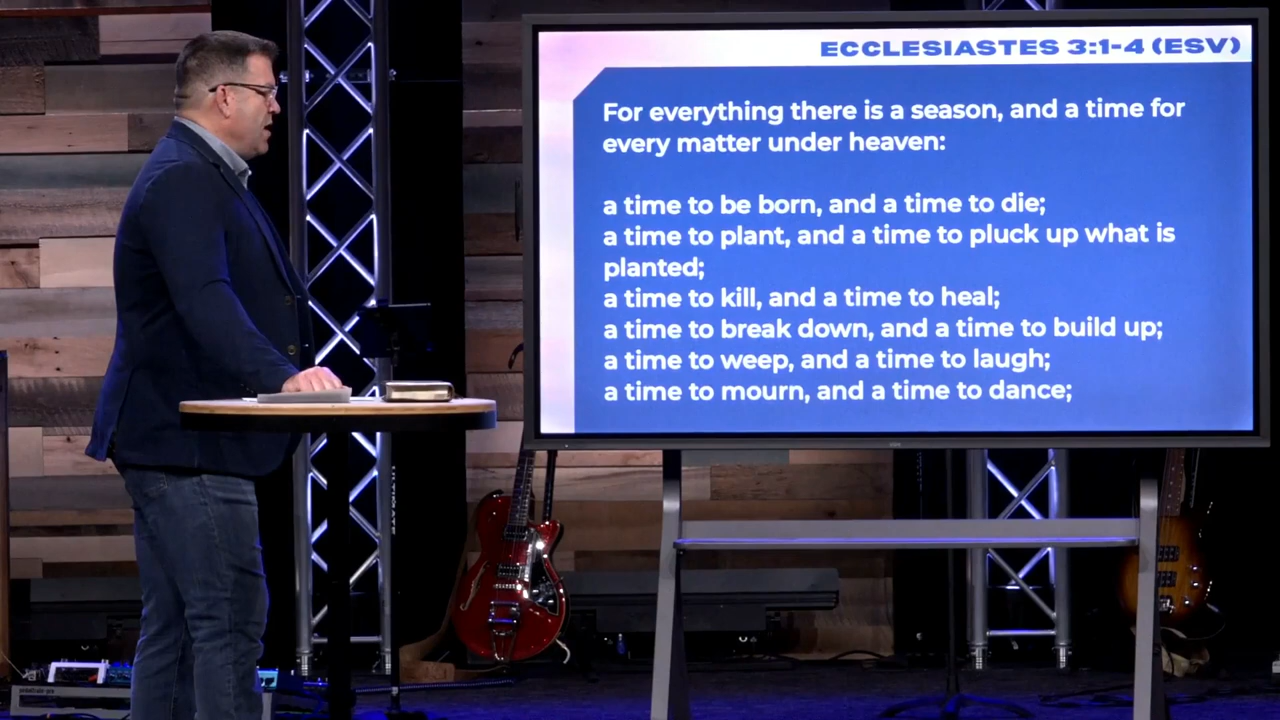 ECCLESIASTES 3:1-4 (ESV)
For everything there is a season, and a time for
every matter under heaven:
a time to be born, and a time to die;
a time to plant, and a time to pluck up what is
planted;
a time to kill, and a time to heal;
a time to break down, and a time to build up;
a time to weep, and a time to laugh;
a time to mourn, and a time to dance;
ULTIMATE